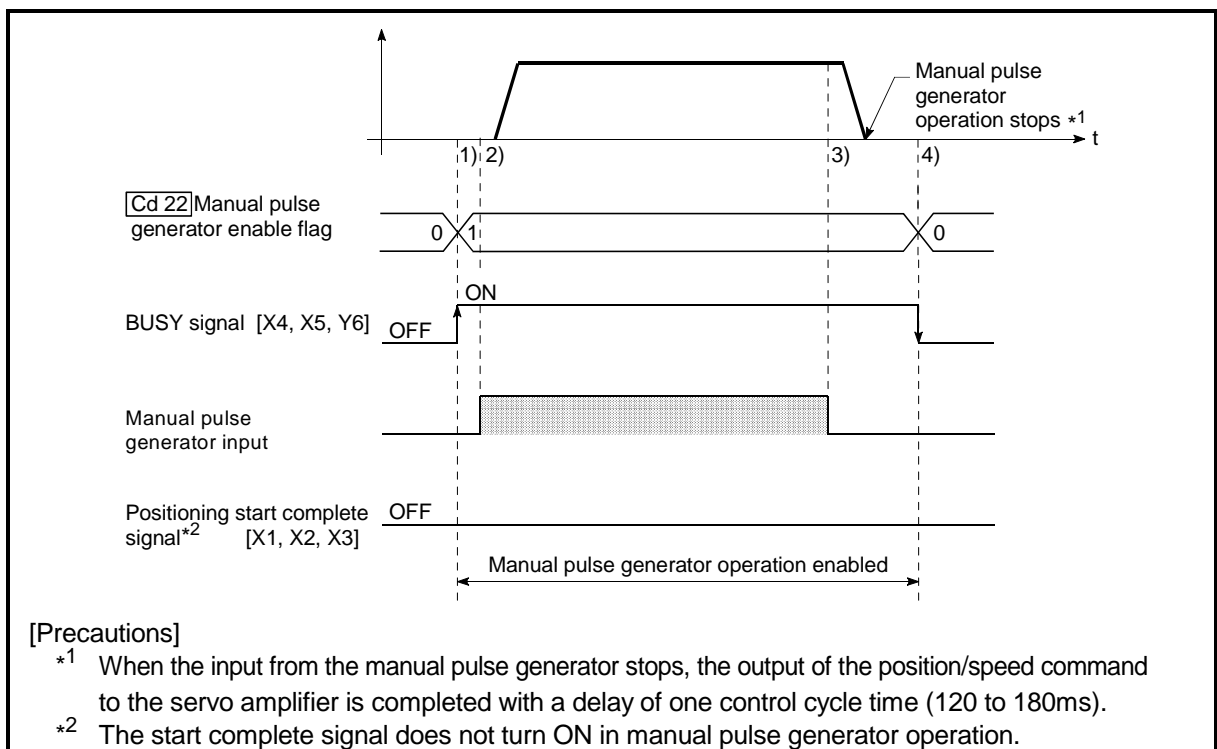 Manual pulse
generator
operation stops *1
t
1) 2) 3) 4)
Cd 22 Manual pulse
generator enable flag
0 1 0
ON
BUSY signal [X4, X5, Y6] OFF
Manual pulse
generator input
Positioning start complete OFF
signal*2 [X1, X2, X3]
Manual pulse generator operation enabled
[Precautions]
*1 When the input from the manual pulse generator stops, the output of the position/speed command
to the servo amplifier is completed with a delay of one control cycle time (120 to 180ms).
*2 The start complete signal does not turn ON in manual pulse generator operation.